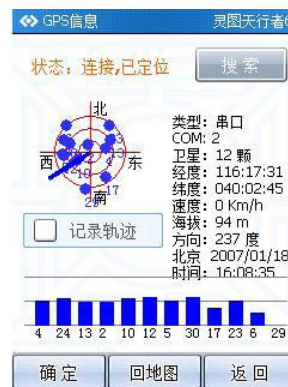 GPS信息 灵图天行者6
状态：连接,已定位
搜索
北
西 东
南
类型：串口
COM: 2
卫星：12 颗
经度：116:17:31
纬度：040:02:45
速度：0 Km/h
海拔：94 m
方向：237 度
北京 2007/01/18
时间：16:08:35
记录轨迹
4 24 13 2 10 12 5 30 17 23 6 29
确定 回地图 返回